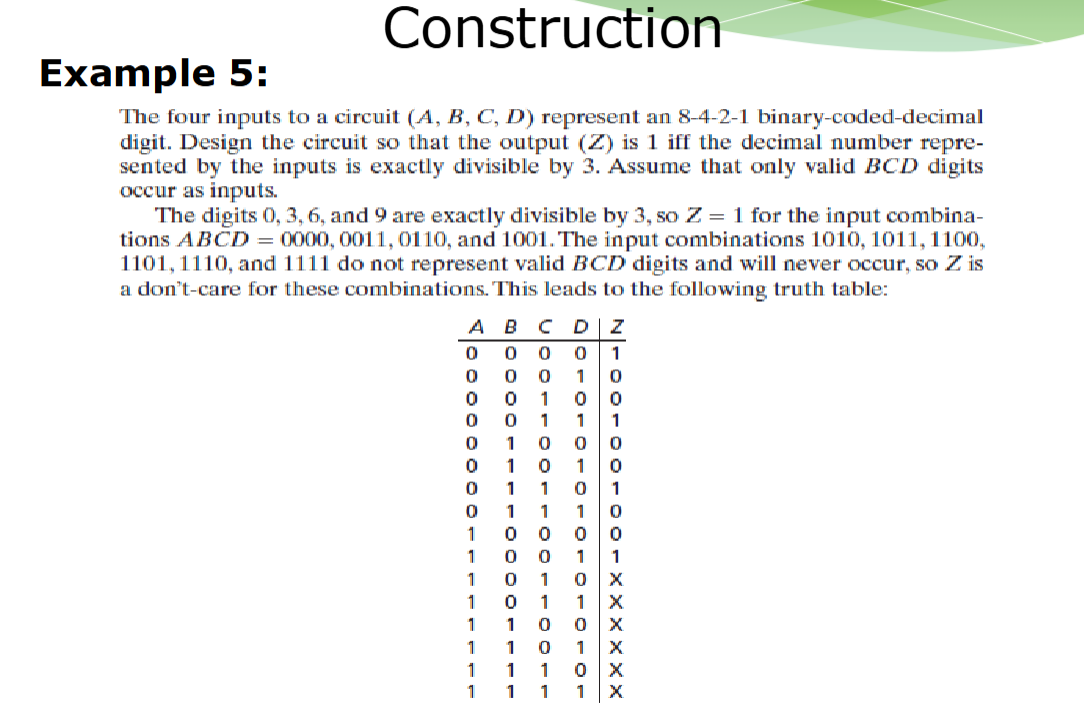 Construction
Example 5:
The four inputs to a circuit (A, B, C, D) represent an 8-4-2-1 binary-coded-decimal
digit. Design the circuit so that the output (Z) is 1 iff the decimal number repre-
sented by the inputs is exactly divisible by 3. Assume that only valid BCD digits
occur as inputs.
The digits 0, 3, 6, and 9 are exactly divisible by 3, so Z = 1 for the input combina-
tions ABCD = 0000, 0011, 0110, and 1001. The input combinations 1010, 1011, 1100,
1101, 1110, and 1111 do not represent valid BCD digits and will never occur, so Z is
a don't-care for these combinations. This leads to the following truth table:
A B C D Z
0 0 0 0 1
0 0 0 1 0
0 0 1 0 0
0 0 1 1 1
0 1 0 0 0
0 1 0 1 0
0 1 1 0 1
0 1 1 1 0
1 0 0 0 0
1 0 0 1 1
1 0 1 0 X
1 0 1 1 X
1 1 0 0 X
1 1 0 1 X
1 1 1 0 X
1 1 1 1 X